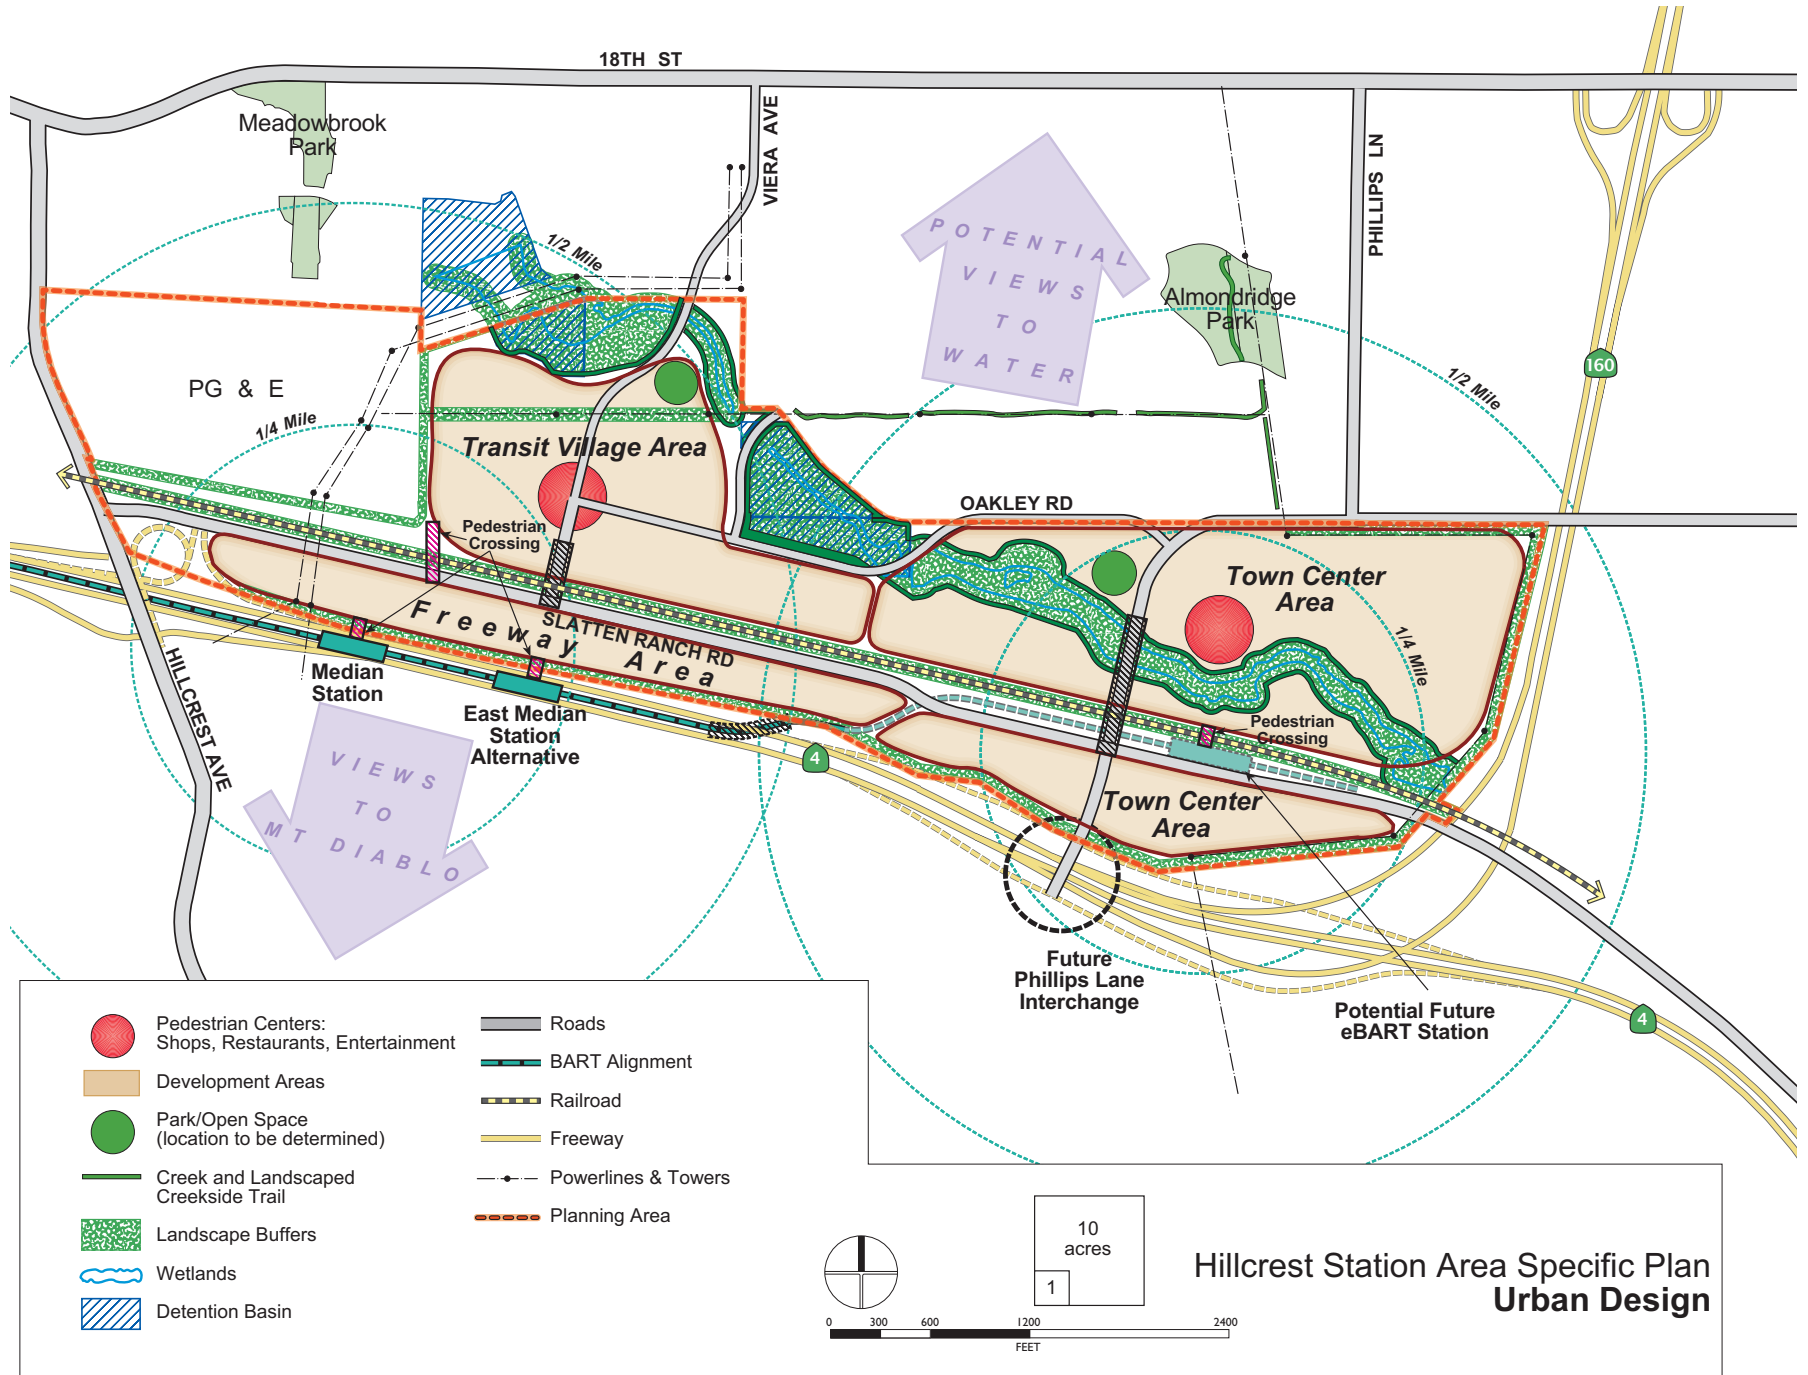 18TH ST
Meadowbrook
Park
VIERA AVE
PHILLIPS LN
1/2 Mile
POTENTIAL
VIEWS
TO
WATER
Almondridge
Park
160
1/2 Mile
PG & E
1/4 Mile
Transit Village Area
OAKLEY RD
Pedestrian
Crossing
Town Center
Area
Freeway Area
SLATTEN RANCH RD
1/4 Mile
HILLCREST AVE
Median
Station
East Median
Station
Alternative
Pedestrian
Crossing
4
Town Center
Area
VIEWS
TO
MT DIABLO
Future
Phillips Lane
Interchange
Potential Future
eBART Station
4
Pedestrian Centers:
Shops, Restaurants, Entertainment
Development Areas
Park/Open Space
(location to be determined)
Creek and Landscaped
Creekside Trail
Landscape Buffers
Wetlands
Detention Basin
Roads
BART Alignment
Railroad
Freeway
Powerlines & Towers
Planning Area
10
acres
1
0 300 600 1200 2400
FEET
Hillcrest Station Area Specific Plan
Urban Design